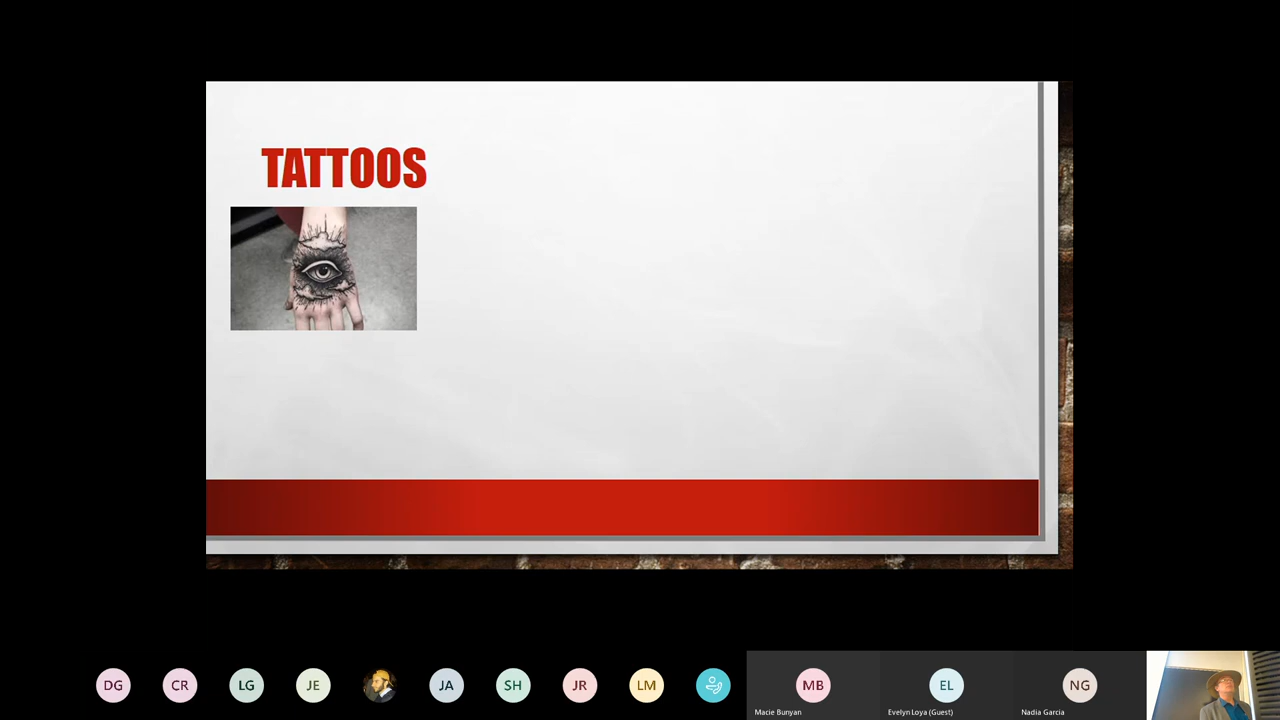 TATTOOS
DG
CR
LG
JE
JA
SH
JR
LM
MB
EL
NG
Macie Bunyan
Evelyn Loya (Guest)
Nadia Garcia